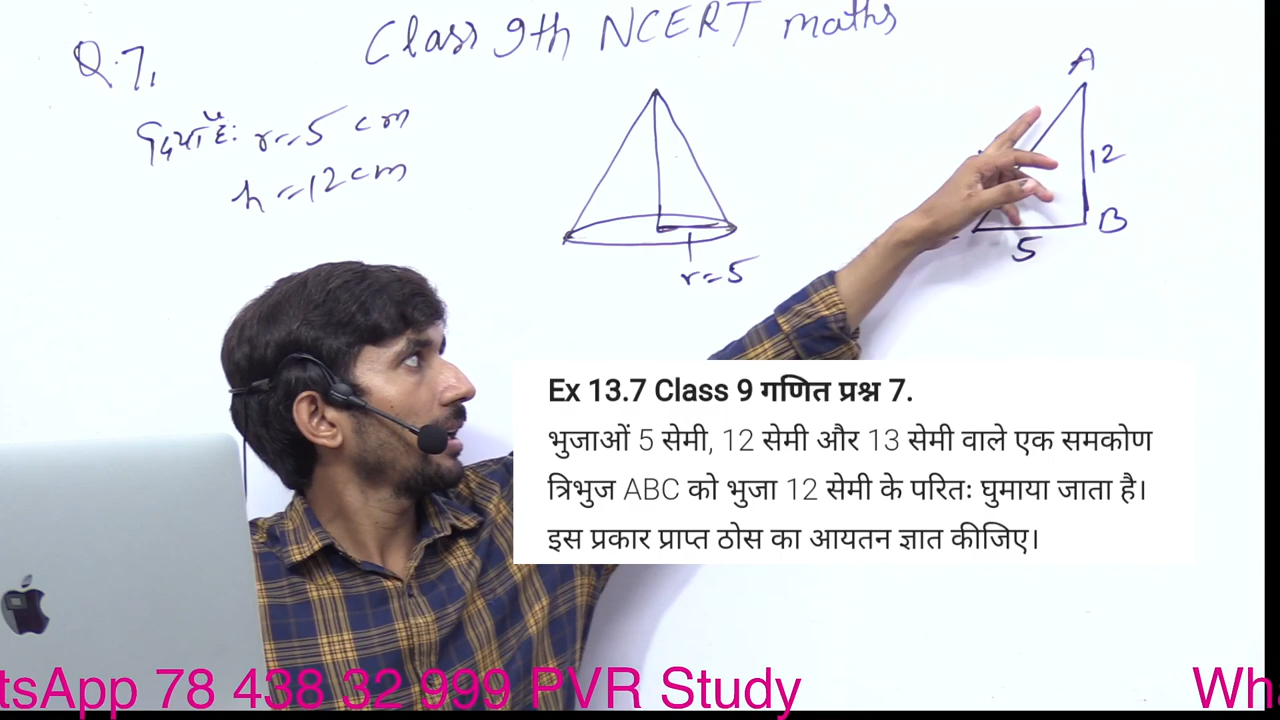 Class 9th NCERT maths
Q.7,
दिया है: r=5 cm
h=12cm
r=5
A
12
B
5
Ex 13.7 Class 9 गणित प्रश्न 7.
भुजाओं 5 सेमी, 12 सेमी और 13 सेमी वाले एक समकोण
त्रिभुज ABC को भुजा 12 सेमी के परितः घुमाया जाता है।
इस प्रकार प्राप्त ठोस का आयतन ज्ञात कीजिए।
tsApp 78 438 32 999 PVR Study
Wh